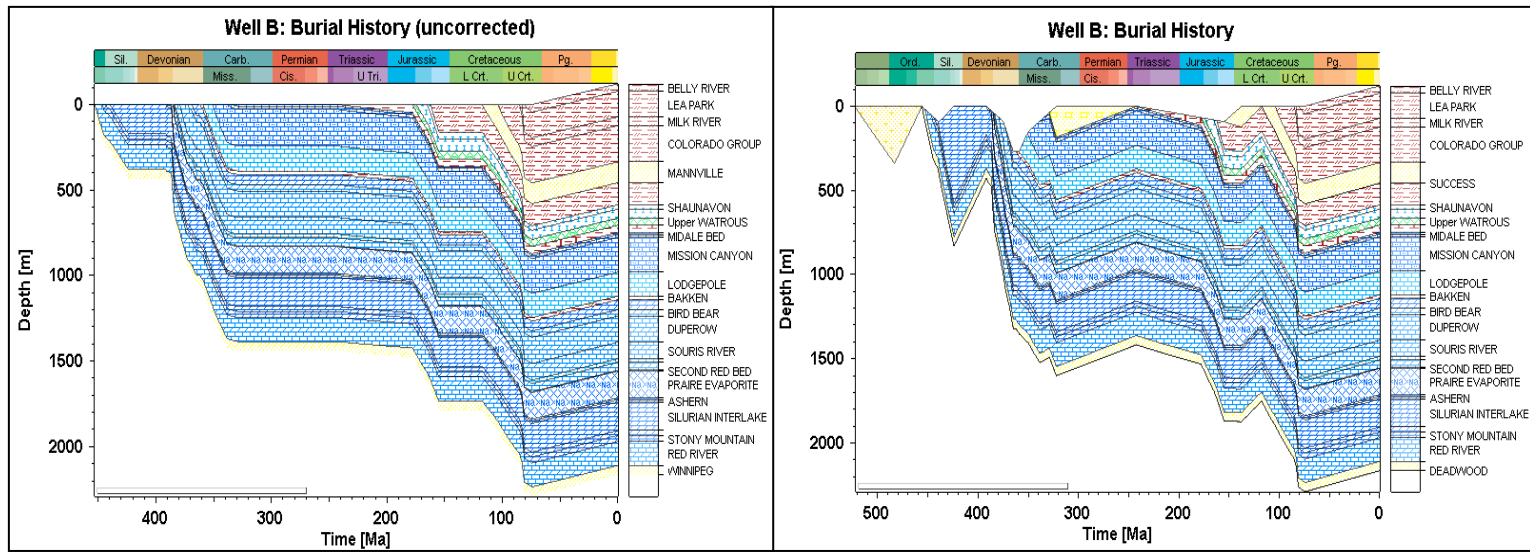 Well B: Burial History (uncorrected)
Sil. Devonian Carb. Permian Triassic Jurassic Cretaceous Pg.
Miss. Cis. U Tri. L Crt. U Crt.
0
500
1000
1500
2000
Depth [m]
400 300 200 100 0
Time [Ma]
BELLY RIVER
LEA PARK
MILK RIVER
COLORADO GROUP
MANNVILLE
SHAUNAVON
Upper WATROUS
MIDALE BED
MISSION CANYON
LODGEPOLE
BAKKEN
BIRD BEAR
DUPEROW
SOURIS RIVER
SECOND RED BED
PRAIRE EVAPORITE
ASHERN
SILURIAN INTERLAKE
STONY MOUNTAIN
RED RIVER
WINNIPEG
Well B: Burial History
Ord. Sil. Devonian Carb. Permian Triassic Jurassic Cretaceous Pg.
Miss. Cis. L Crt. U Crt.
0
500
1000
1500
2000
Depth [m]
500 400 300 200 100 0
Time [Ma]
BELLY RIVER
LEA PARK
MILK RIVER
COLORADO GROUP
SUCCESS
SHAUNAVON
Upper WATROUS
MIDALE BED
MISSION CANYON
LODGEPOLE
BAKKEN
BIRD BEAR
DUPEROW
SOURIS RIVER
SECOND RED BED
PRAIRE EVAPORITE
ASHERN
SILURIAN INTERLAKE
STONY MOUNTAIN
RED RIVER
DEADWOOD